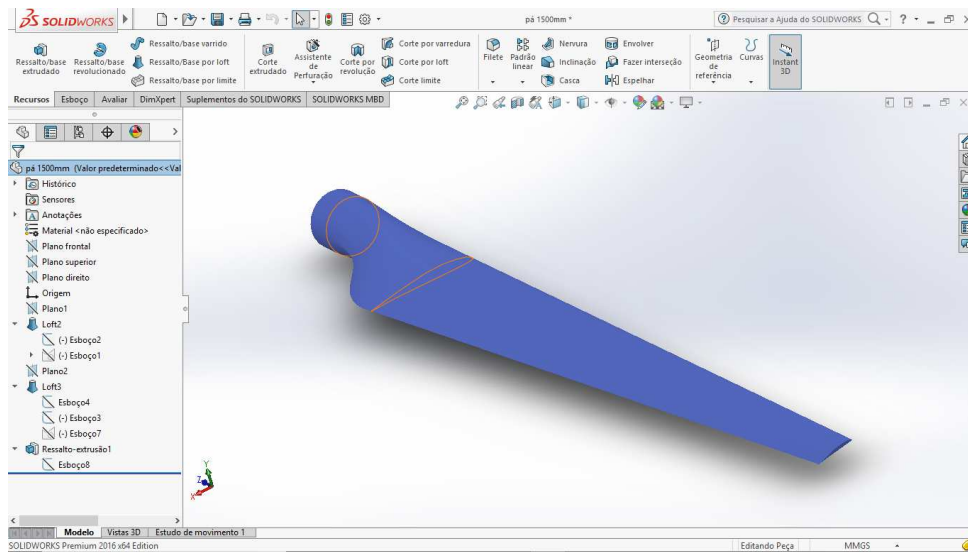 SOLIDWORKS
pá 1500mm *
Pesquisar a Ajuda do SOLIDWORKS
Ressalto/base extrudado
Ressalto/base revolucionado
Ressalto/base varrido
Ressalto/base por loft
Ressalto/base por limite
Corte extrudado
Assistente de Perfuração
Corte por revolução
Corte por varredura
Corte por loft
Corte limite
Filete
Padrão linear
Nervura
Inclinação
Casca
Envolver
Fazer interseção
Espelhar
Geometria de referência
Curvas
Instant 3D
Recursos
Esboço
Avaliar
DimXpert
Suplementos do SOLIDWORKS
SOLIDWORKS MBD
pá 1500mm (Valor predeterminado<<Val
Histórico
Sensores
Anotações
Material <não especificado>
Plano frontal
Plano superior
Plano direito
Origem
Plano1
Loft2
(-) Esboço2
(-) Esboço1
Plano2
Loft3
Esboço4
(-) Esboço3
(-) Esboço7
Ressalto-extrusão1
Esboço8
Y
Z
X
Modelo
Vistas 3D
Estudo de movimento 1
SOLIDWORKS Premium 2016 x64 Edition
Editando Peça
MMGS